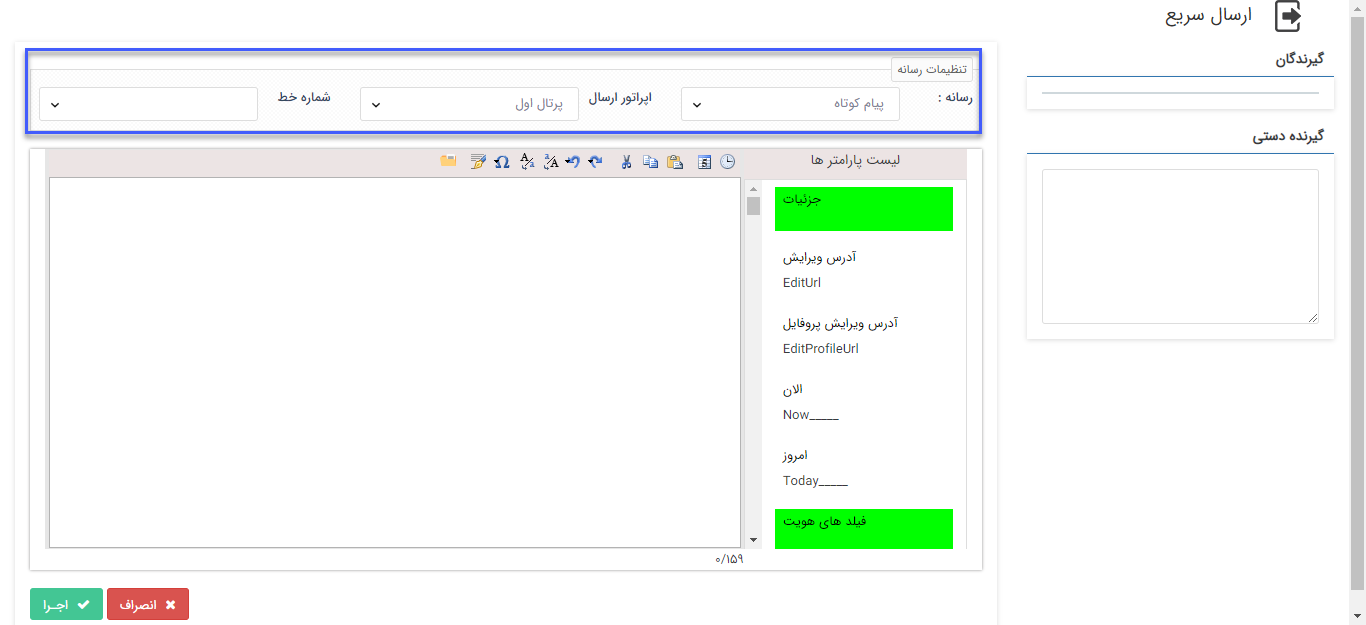 ارسال سریع
گیرندگان
گیرنده دستی
تنظیمات رسانه
رسانه :
پیام کوتاه
اپراتور ارسال
پرتال اول
شماره خط
لیست پارامتر ها
جزئیات
آدرس ویرایش
EditUrl
آدرس ویرایش پروفایل
EditProfileUrl
الان
Now_____
امروز
Today_____
فیلد های هویت
۰/۱۵۹
انصراف
اجـرا